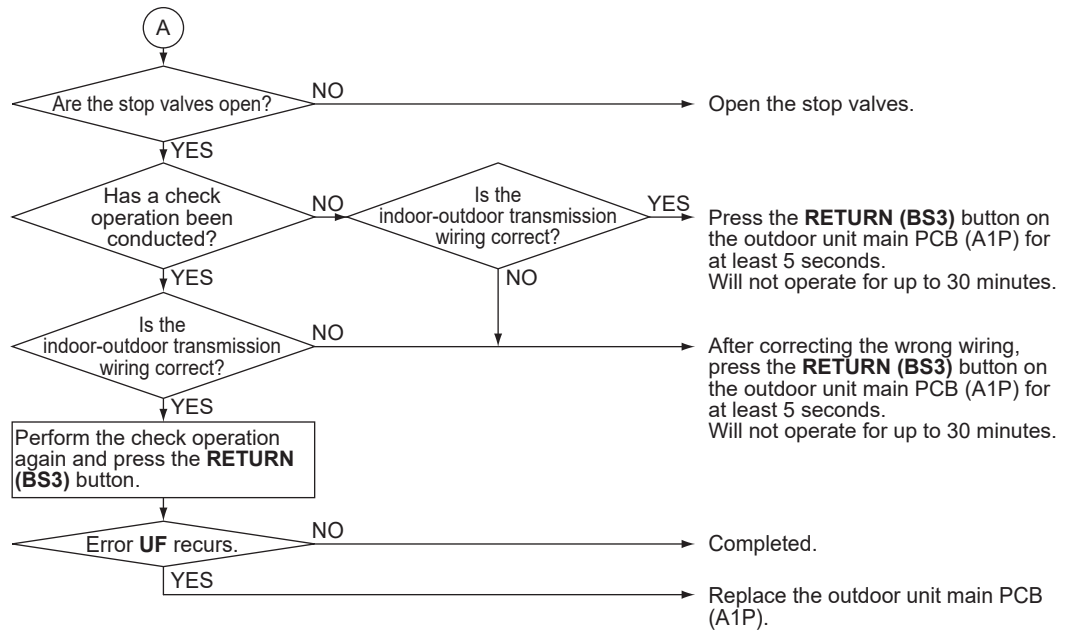 A
Are the stop valves open?
NO
Open the stop valves.
YES
Has a check
operation been
conducted?
NO
Is the
indoor-outdoor transmission
wiring correct?
YES
Press the RETURN (BS3) button on
the outdoor unit main PCB (A1P) for
at least 5 seconds.
Will not operate for up to 30 minutes.
YES
NO
Is the
indoor-outdoor transmission
wiring correct?
NO
After correcting the wrong wiring,
press the RETURN (BS3) button on
the outdoor unit main PCB (A1P) for
at least 5 seconds.
Will not operate for up to 30 minutes.
YES
Perform the check operation
again and press the RETURN
(BS3) button.
Error UF recurs.
NO
Completed.
YES
Replace the outdoor unit main PCB
(A1P).